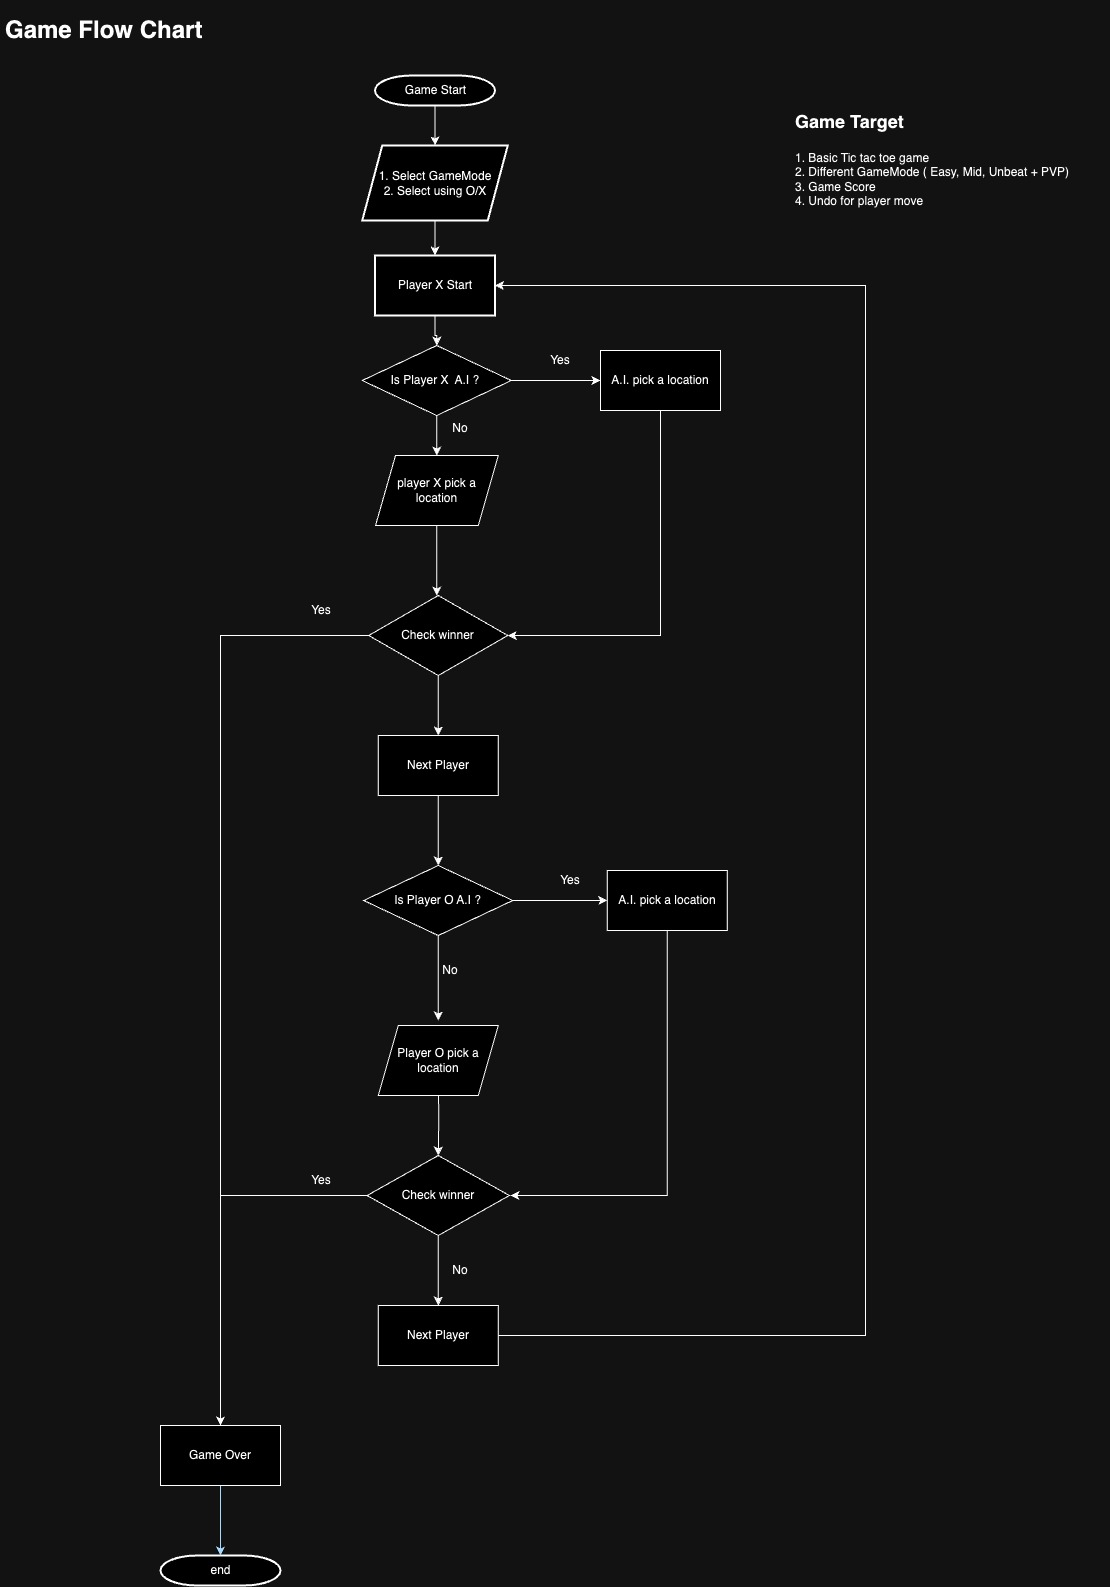 Game Flow Chart
Game Start
Game Target
1. Basic Tic tac toe game
2. Different GameMode ( Easy, Mid, Unbeat + PVP)
3. Game Score
4. Undo for player move
1. Select GameMode
2. Select using O/X
Player X Start
Is Player X A.I ?
Yes
A.I. pick a location
No
player X pick a
location
Yes
Check winner
Next Player
Is Player O A.I ?
Yes
A.I. pick a location
No
Player O pick a
location
Yes
Check winner
No
Next Player
Game Over
end